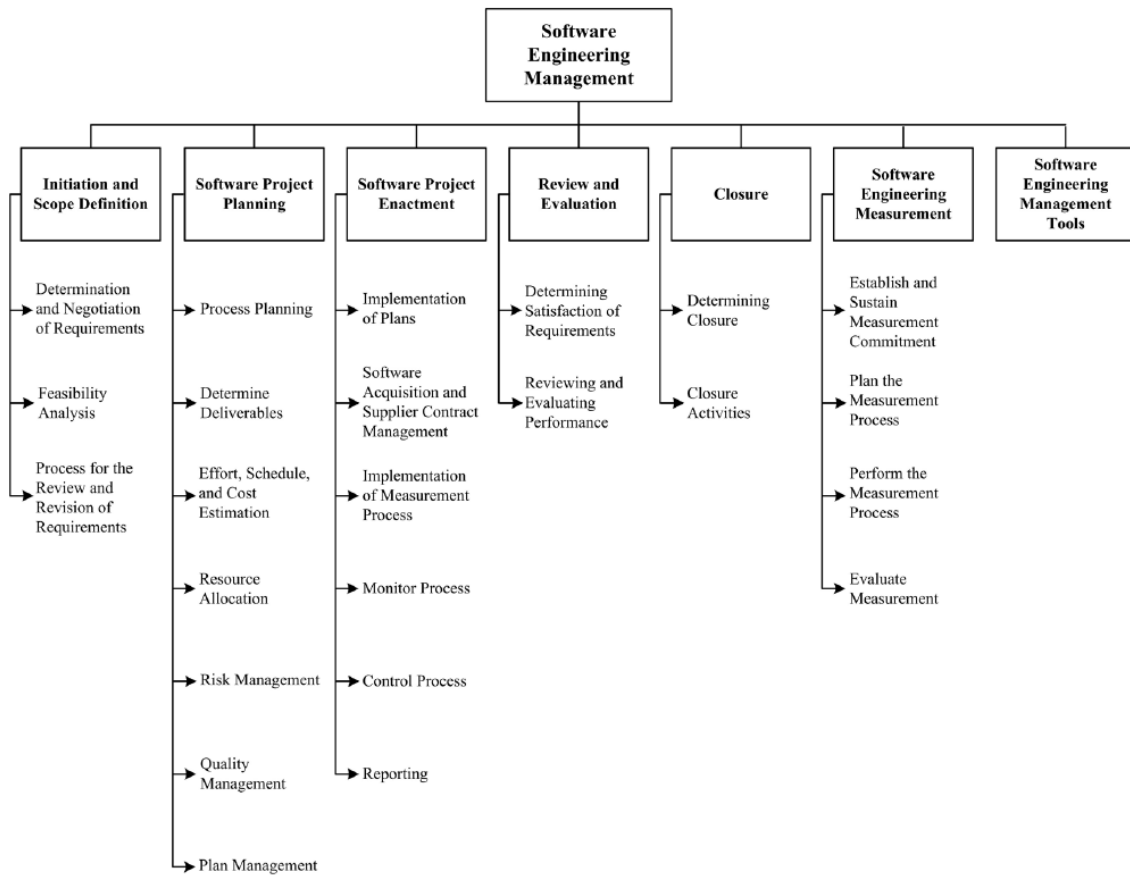 Software
Engineering
Management
Initiation and
Scope Definition
Software Project
Planning
Software Project
Enactment
Review and
Evaluation
Closure
Software
Engineering
Measurement
Software
Engineering
Management
Tools
Determination
and Negotiation
of Requirements
Feasibility
Analysis
Process for the
Review and
Revision of
Requirements
Process Planning
Determine
Deliverables
Effort, Schedule,
and Cost
Estimation
Resource
Allocation
Risk Management
Quality
Management
Plan Management
Implementation
of Plans
Software
Acquisition and
Supplier Contract
Management
Implementation
of Measurement
Process
Monitor Process
Control Process
Reporting
Determining
Satisfaction of
Requirements
Reviewing and
Evaluating
Performance
Determining
Closure
Closure
Activities
Establish and
Sustain
Measurement
Commitment
Plan the
Measurement
Process
Perform the
Measurement
Process
Evaluate
Measurement